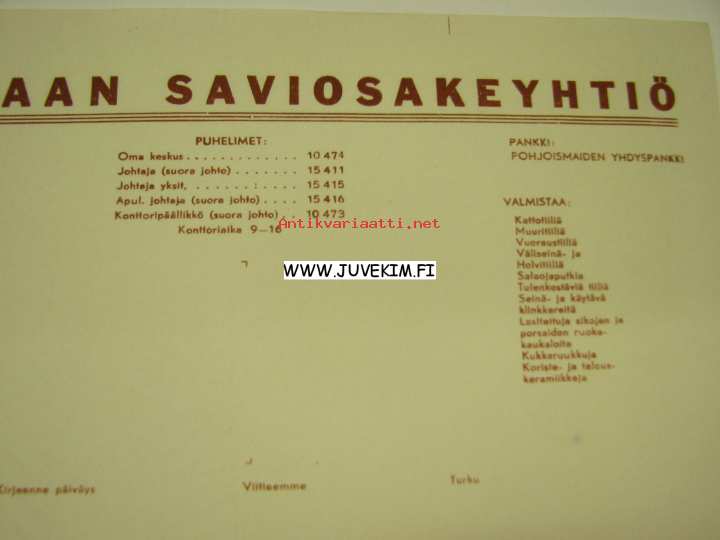 AAN SAVIOSAKEYHTIÖ
PUHELIMET:
Oma keskus . . . . . . . . . . . . . 10 474
Johtaja (suora johto) . . . . . . . 15 411
Johtaja yksit, . . . . . . . : . . . . 15 415
Apul. johtaja (suora johto) . . . . 15 416
Konttoripäällikkö (suora johto) . . 10 473
Konttoriaika 9—16
PANKKI:
POHJOISMAIDEN YHDYSPANKKI
VALMISTAA:
Kattotiiliä
Muuritiiliä
Vuoraustiiliä
Väliseinä- ja
Holvitiiliä
Salaojaputkia
Tulenkestäviä tiiliä
Seinä- ja käytävä
klinkkereitä
Lasitettuja sikojen ja
porsaiden ruoka-
kaukaloita
Kukkaruukkuja
Koriste- ja talous-
keramiikkaja
Antikvariaatti.net
WWW.JUVEKIM.FI
Kirjeenne päiväys
Viitteemme
Turku